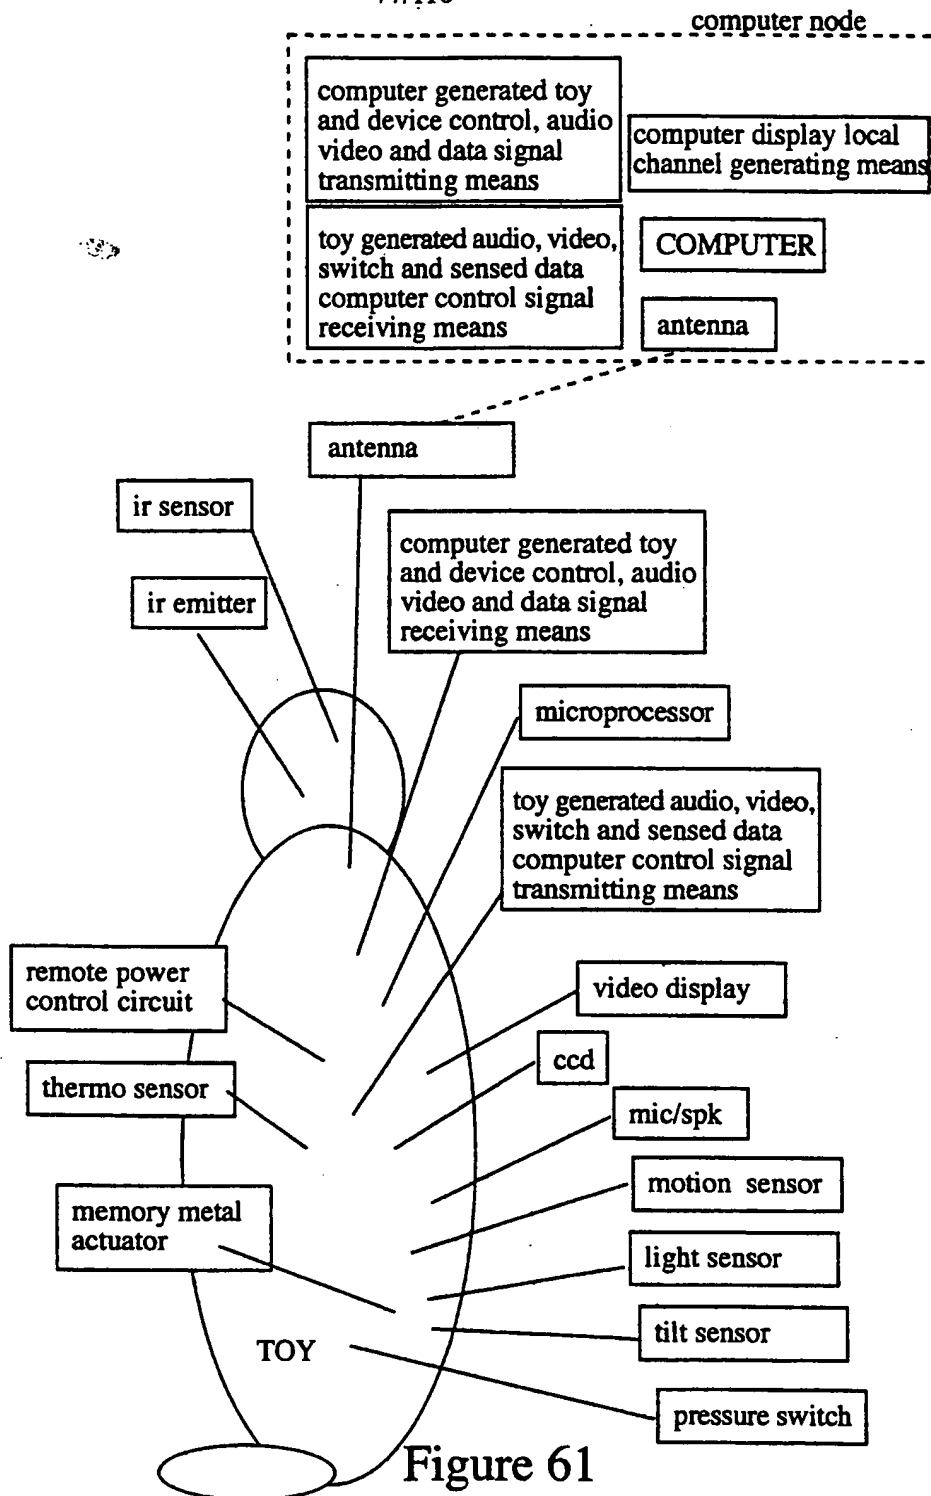 computer node
computer generated toy
and device control, audio
video and data signal
transmitting means
computer display local
channel generating means
toy generated audio, video,
switch and sensed data
computer control signal
receiving means
COMPUTER
antenna
antenna
ir sensor
computer generated toy
and device control, audio
video and data signal
receiving means
ir emitter
microprocessor
toy generated audio, video,
switch and sensed data
computer control signal
transmitting means
remote power
control circuit
video display
ccd
thermo sensor
mic/spk
motion sensor
memory metal
actuator
light sensor
tilt sensor
TOY
pressure switch
Figure 61